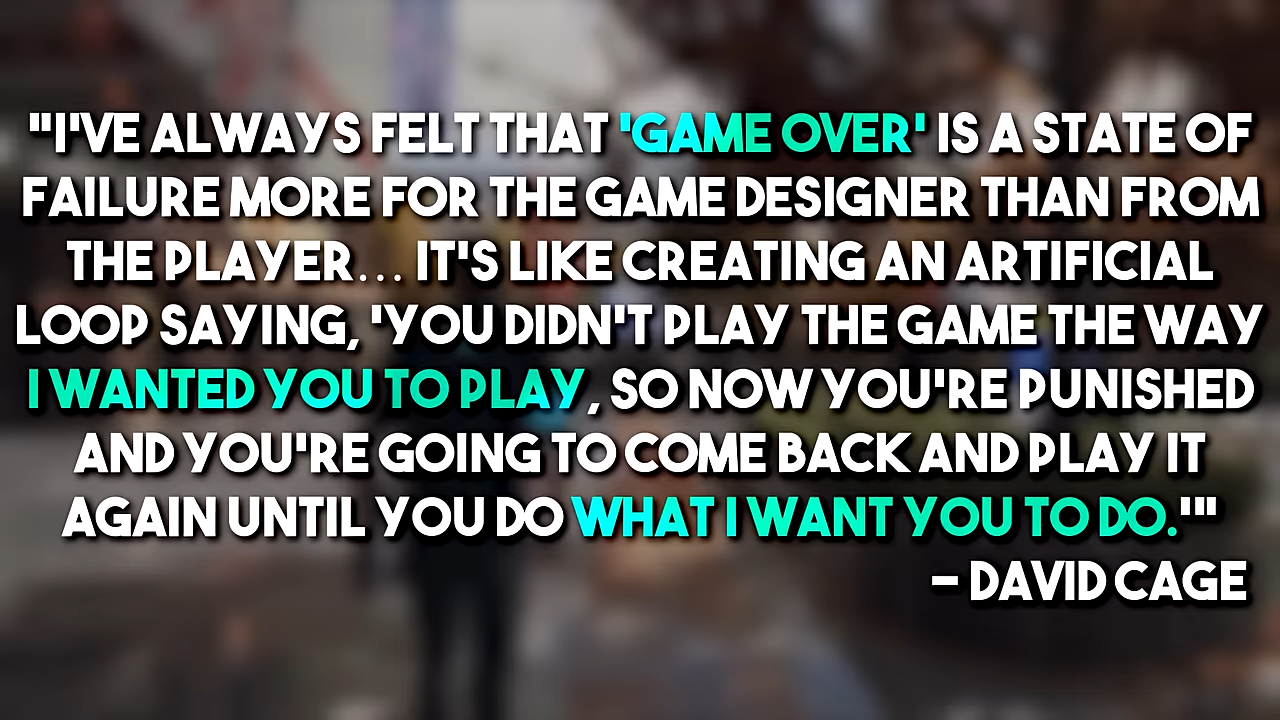 "I'VE ALWAYS FELT THAT 'GAME OVER' IS A STATE OF
FAILURE MORE FOR THE GAME DESIGNER THAN FROM
THE PLAYER... IT'S LIKE CREATING AN ARTIFICIAL
LOOP SAYING, 'YOU DIDN'T PLAY THE GAME THE WAY
I WANTED YOU TO PLAY, SO NOW YOU'RE PUNISHED
AND YOU'RE GOING TO COME BACK AND PLAY IT
AGAIN UNTIL YOU DO WHAT I WANT YOU TO DO.'"
- DAVID CAGE